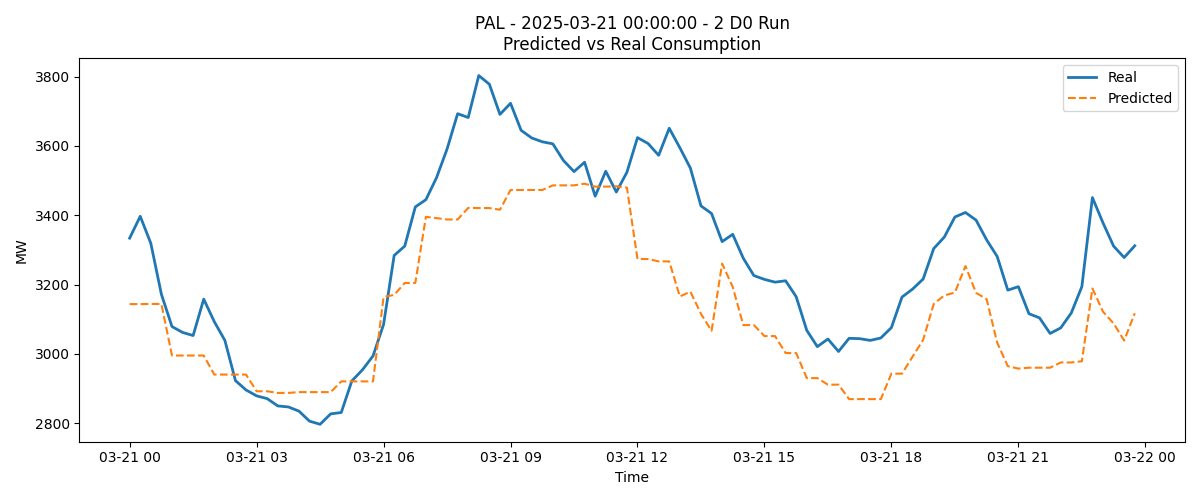 PAL - 2025-03-21 00:00:00 - 2 D0 Run
Predicted vs Real Consumption
Real
Predicted
MW
3800
3600
3400
3200
3000
2800
03-21 00
03-21 03
03-21 06
03-21 09
03-21 12
03-21 15
03-21 18
03-21 21
03-22 00
Time